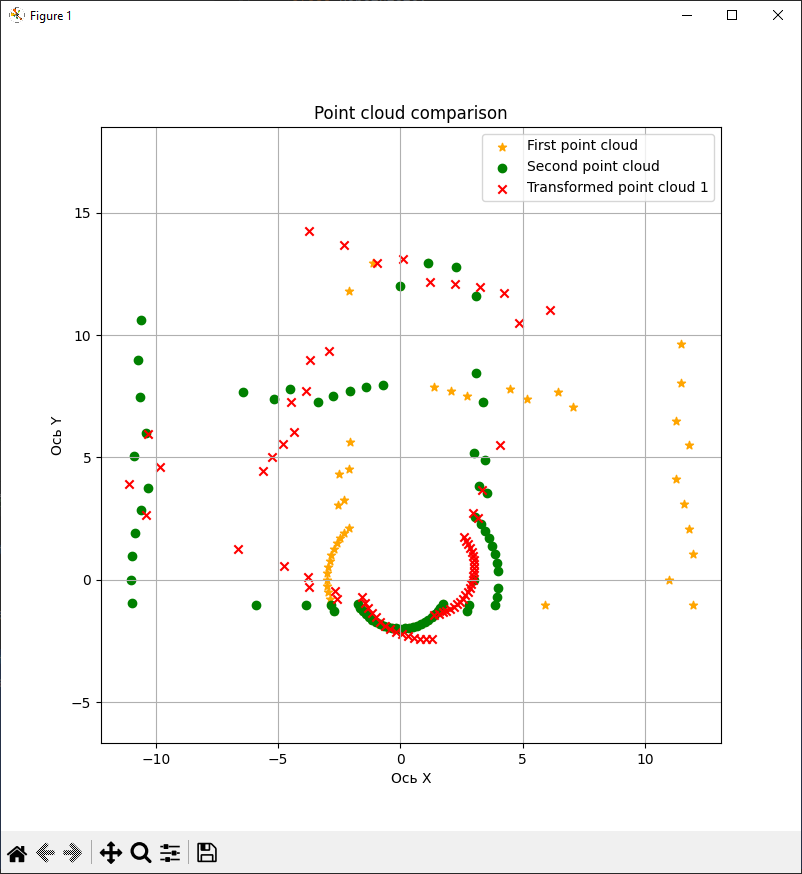 Figure 1
Point cloud comparison
First point cloud
Second point cloud
Transformed point cloud 1
15
10
5
0
−5
Ось Y
−10 −5 0 5 10
Ось X